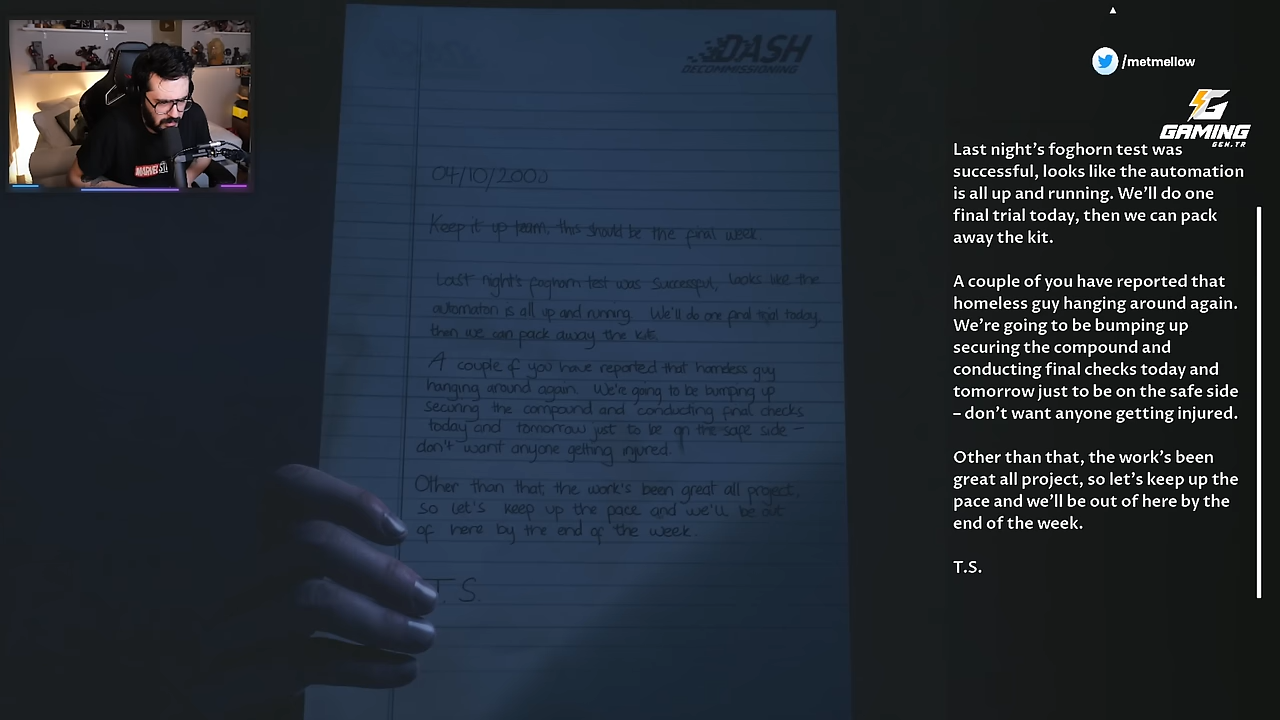 DASH
DECOMMISSIONING
04/10/2000
Keep it up team, this should be the final week.
Last night's foghorn test was successful, looks like the
automation is all up and running. We'll do one final trial today,
then we can pack away the kit.
A couple of you have reported that homeless guy
hanging around again. We're going to be bumping up
securing the compound and conducting final checks
today and tomorrow just to be on the safe side –
don't want anyone getting injured.
Other than that, the work's been great all project,
so let's keep up the pace and we'll be out
of here by the end of the week.
T.S.
/metmellow
GAMING
GEN.TR
Last night's foghorn test was
successful, looks like the automation
is all up and running. We'll do one
final trial today, then we can pack
away the kit.
A couple of you have reported that
homeless guy hanging around again.
We're going to be bumping up
securing the compound and
conducting final checks today and
tomorrow just to be on the safe side
– don't want anyone getting injured.
Other than that, the work's been
great all project, so let's keep up the
pace and we'll be out of here by the
end of the week.
T.S.